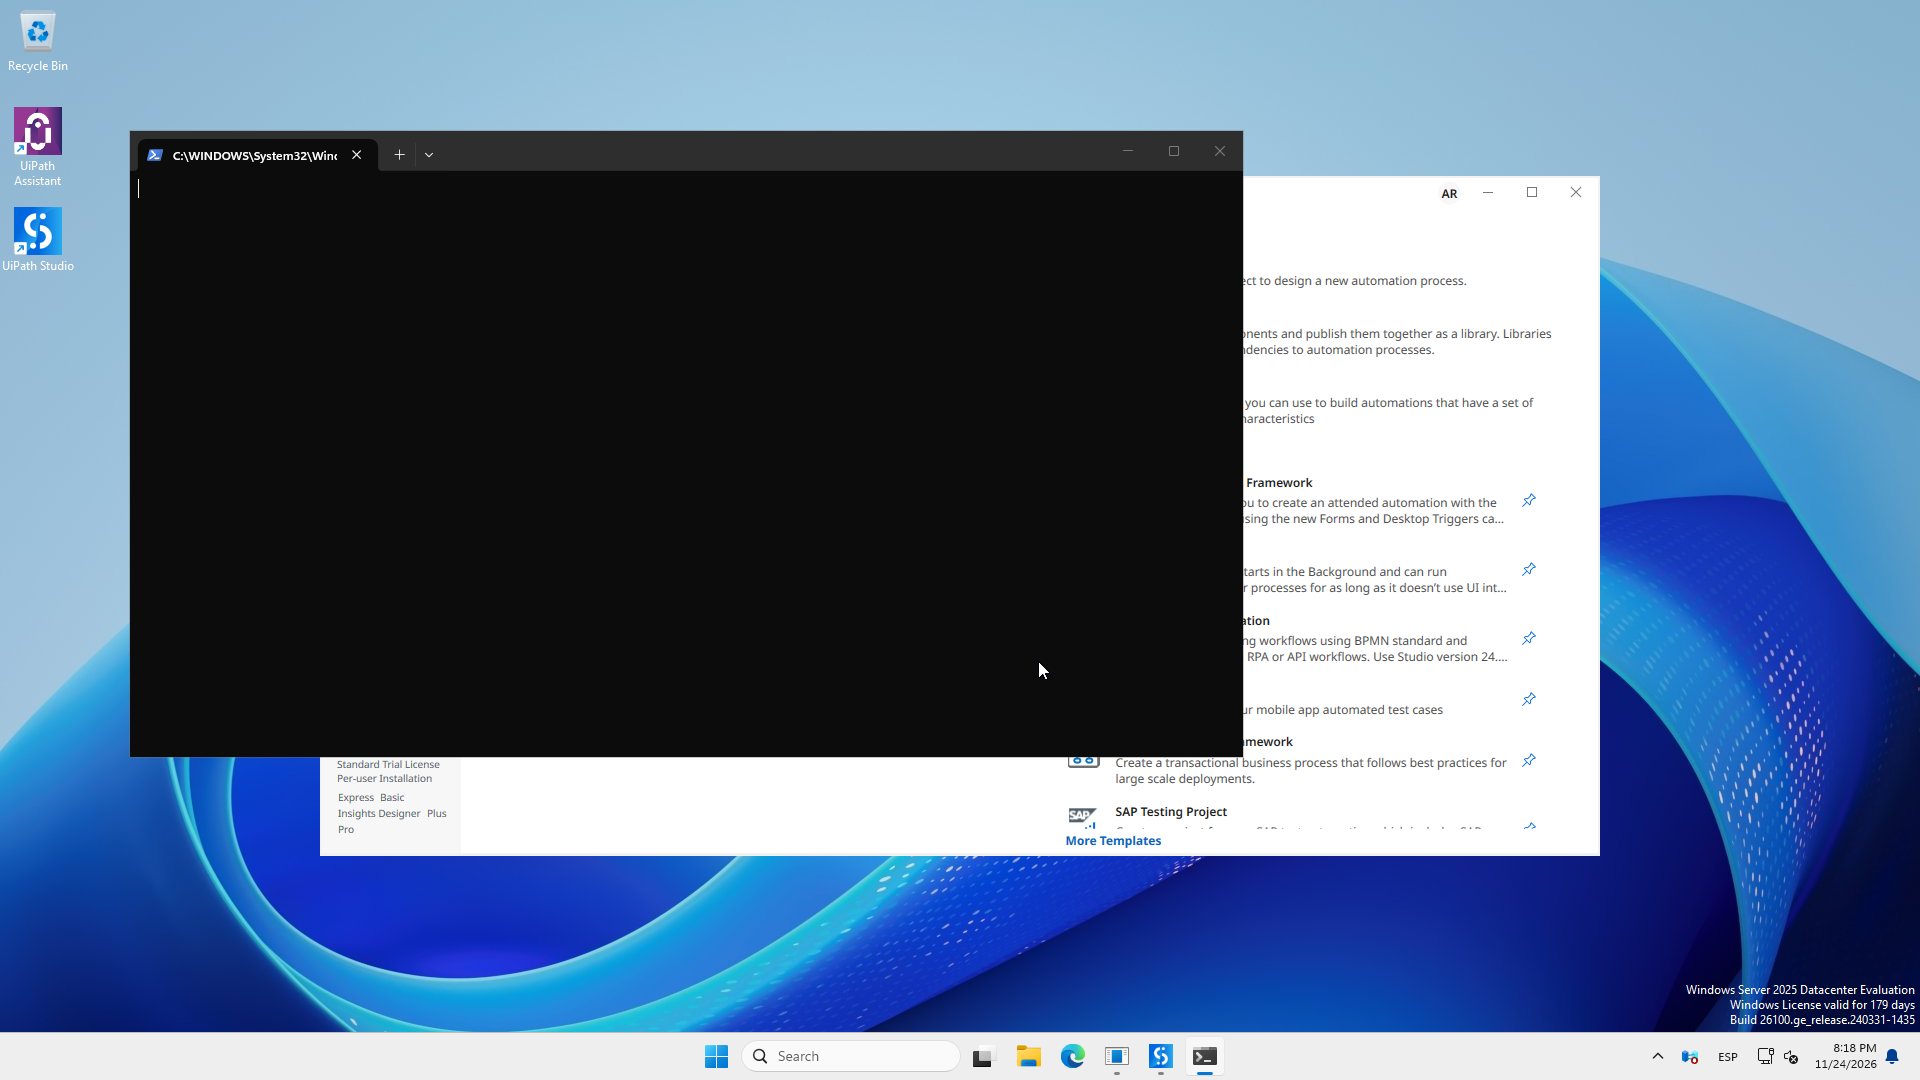 Recycle Bin
UiPath
Assistant
UiPath Studio
C:\WINDOWS\System32\Winc
AR
ect to design a new automation process.
onents and publish them together as a library. Libraries
ndencies to automation processes.
you can use to build automations that have a set of
haracteristics
Framework
ou to create an attended automation with the
using the new Forms and Desktop Triggers ca...
tarts in the Background and can run
r processes for as long as it doesn't use UI int...
ation
ng workflows using BPMN standard and
RPA or API workflows. Use Studio version 24....
ur mobile app automated test cases
mework
Create a transactional business process that follows best practices for
large scale deployments.
SAP
SAP Testing Project
More Templates
Standard Trial License
Per-user Installation
Express Basic
Insights Designer Plus
Pro
Windows Server 2025 Datacenter Evaluation
Windows License valid for 179 days
Build 26100.ge_release.240331-1435
Search
ESP
8:18 PM
11/24/2026